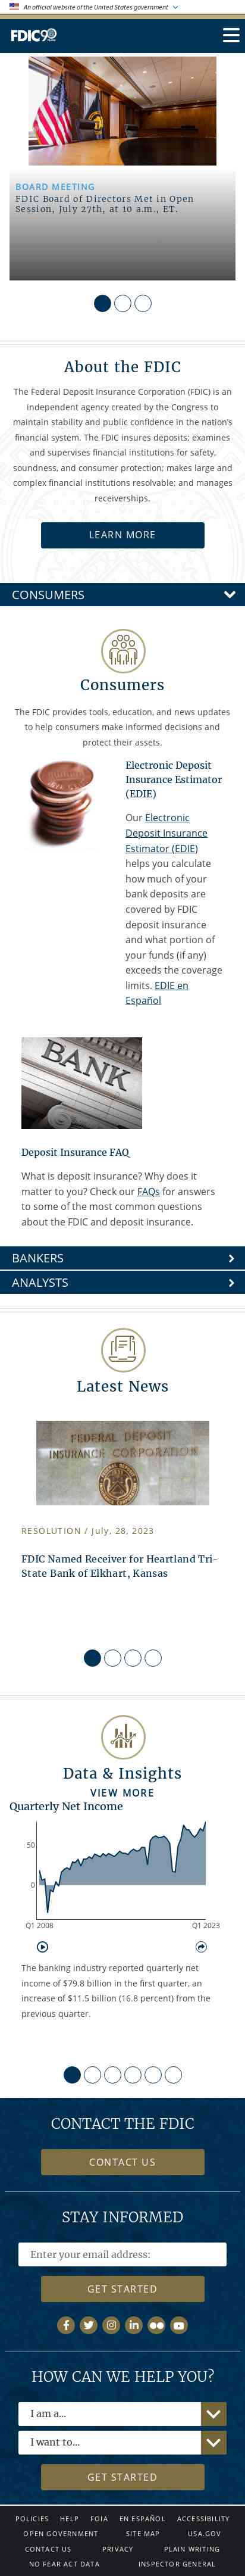 An official website of the United States government
FDIC 90
BOARD MEETING
FDIC Board of Directors Met in Open
Session, July 27th, at 10 a.m., ET.
About the FDIC
The Federal Deposit Insurance Corporation (FDIC) is an
independent agency created by the Congress to
maintain stability and public confidence in the nation's
financial system. The FDIC insures deposits; examines
and supervises financial institutions for safety,
soundness, and consumer protection; makes large and
complex financial institutions resolvable; and manages
receiverships.
LEARN MORE
CONSUMERS
Consumers
The FDIC provides tools, education, and news updates
to help consumers make informed decisions and
protect their assets.
Electronic Deposit
Insurance Estimator
(EDIE)
Our Electronic
Deposit Insurance
Estimator (EDIE)
helps you calculate
how much of your
bank deposits are
covered by FDIC
deposit insurance
and what portion of
your funds (if any)
exceeds the coverage
limits. EDIE en
Español
BANK
Deposit Insurance FAQ
What is deposit insurance? Why does it
matter to you? Check our FAQs for answers
to some of the most common questions
about the FDIC and deposit insurance.
BANKERS
ANALYSTS
Latest News
FEDERAL DEPOSIT
INSURANCE CORPORATION
RESOLUTION / July, 28, 2023
FDIC Named Receiver for Heartland Tri-
State Bank of Elkhart, Kansas
Data & Insights
VIEW MORE
Quarterly Net Income
50
0
Q1 2008 Q1 2023
The banking industry reported quarterly net
income of $79.8 billion in the first quarter, an
increase of $11.5 billion (16.8 percent) from the
previous quarter.
CONTACT THE FDIC
CONTACT US
STAY INFORMED
Enter your email address:
GET STARTED
HOW CAN WE HELP YOU?
I am a...
I want to...
GET STARTED
POLICIES HELP FOIA EN ESPAÑOL ACCESSIBILITY
OPEN GOVERNMENT SITE MAP USA.GOV
CONTACT US PRIVACY PLAIN WRITING
NO FEAR ACT DATA INSPECTOR GENERAL